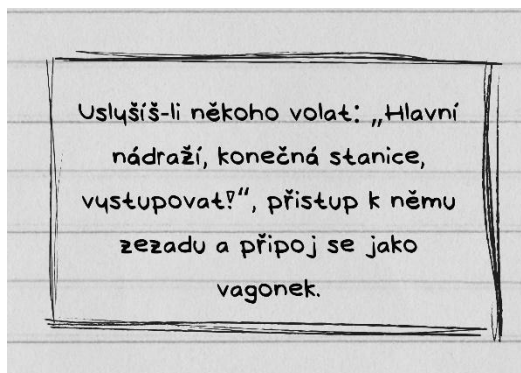 Uslyšíš-li někoho volat: „Hlavní
nádraží, konečná stanice,
vystupovat!“, přistup k němu
zezadu a připoj se jako
vagonek.